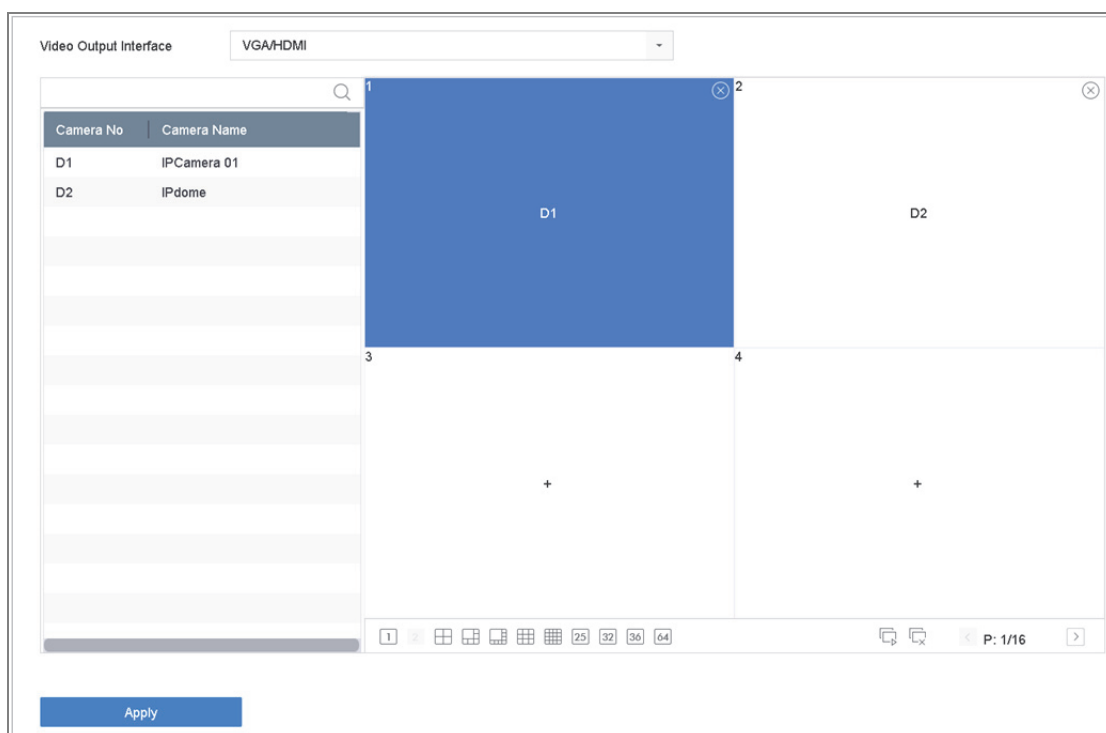 Video Output Interface VGA/HDMI
1 2
Camera No Camera Name
D1 IPCamera 01
D2 IPdome
D1 D2
3 4
+ +
1 2 25 32 36 64 P: 1/16
Apply